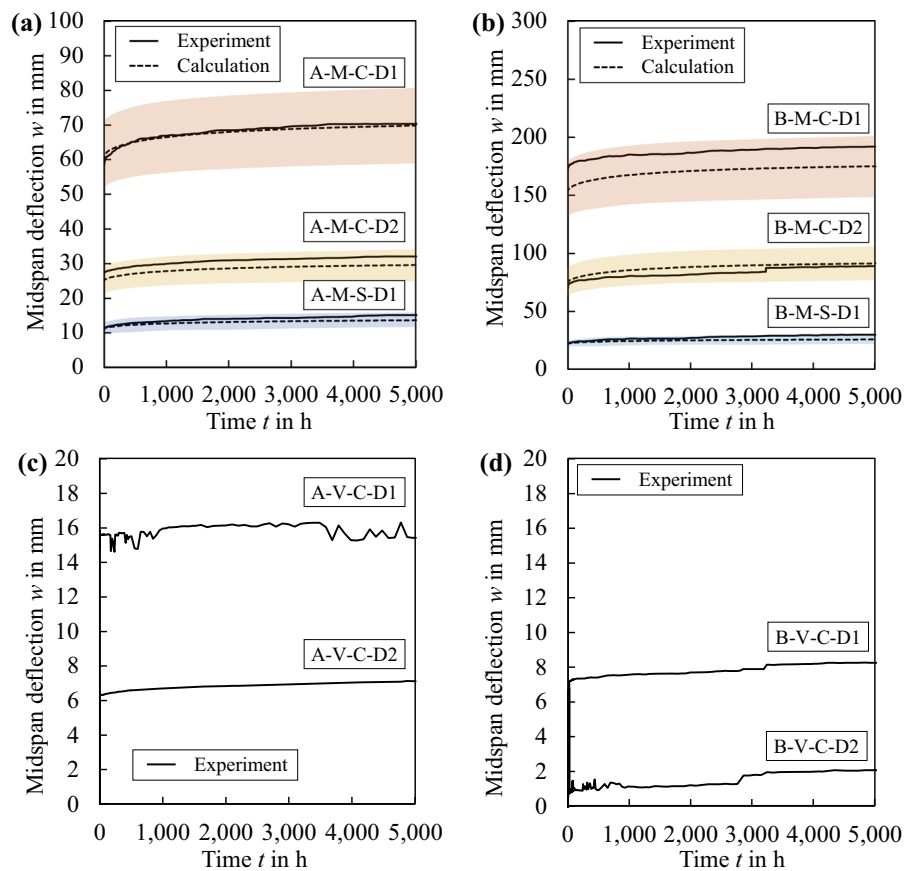 (a)
Midspan deflection w in mm
100
90
80
70
60
50
40
30
20
10
0
Experiment
Calculation
A-M-C-D1
A-M-C-D2
A-M-S-D1
0 1,000 2,000 3,000 4,000 5,000
Time t in h
(b)
Midspan deflection w in mm
300
250
200
150
100
50
0
Experiment
Calculation
B-M-C-D1
B-M-C-D2
B-M-S-D1
0 1,000 2,000 3,000 4,000 5,000
Time t in h
(c)
Midspan deflection w in mm
20
18
16
14
12
10
8
6
4
2
0
A-V-C-D1
A-V-C-D2
Experiment
0 1,000 2,000 3,000 4,000 5,000
Time t in h
(d)
Midspan deflection w in mm
20
18
16
14
12
10
8
6
4
2
0
Experiment
B-V-C-D1
B-V-C-D2
0 1,000 2,000 3,000 4,000 5,000
Time t in h